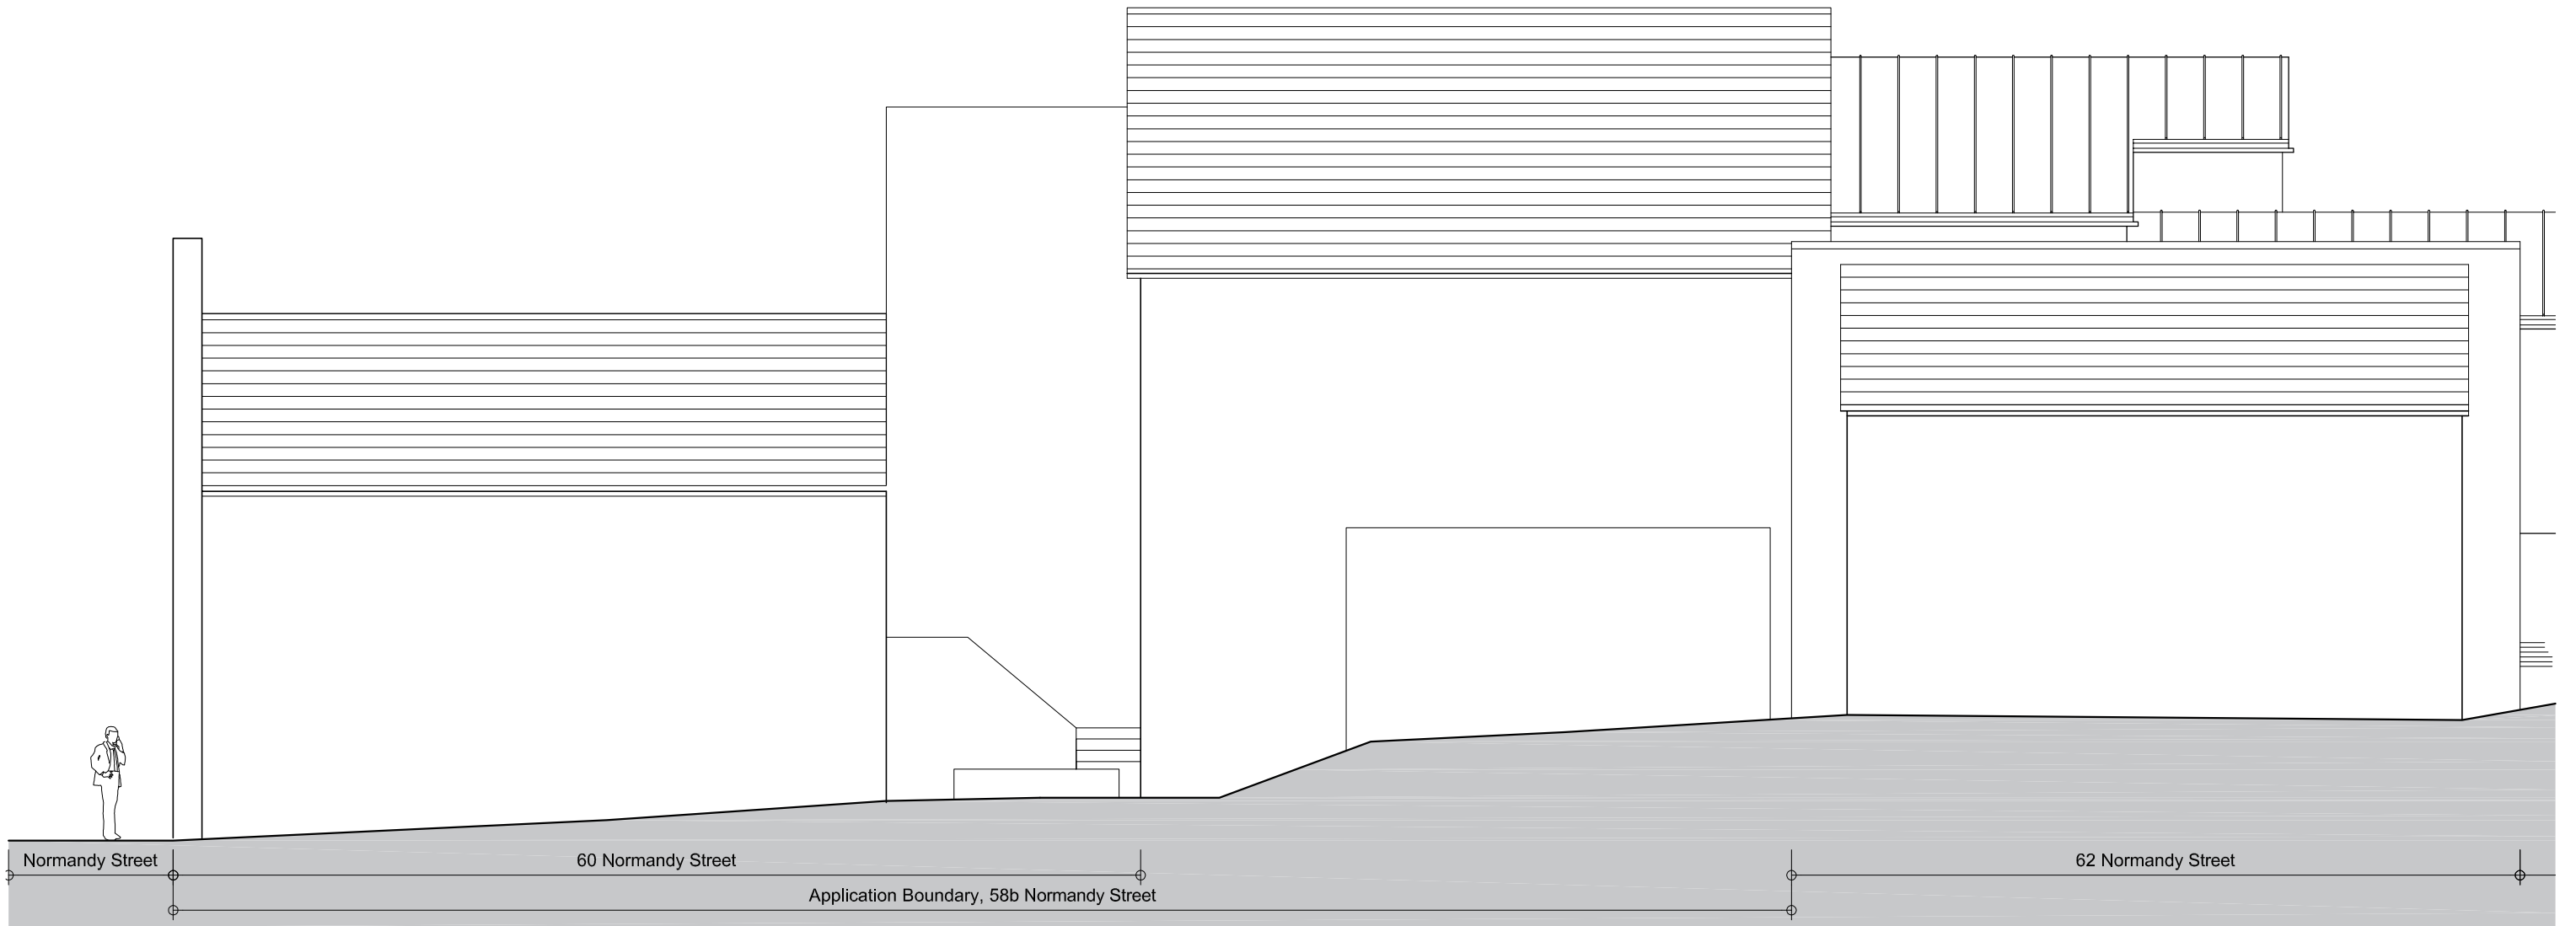 Normandy Street
60 Normandy Street
62 Normandy Street
Application Boundary, 58b Normandy Street